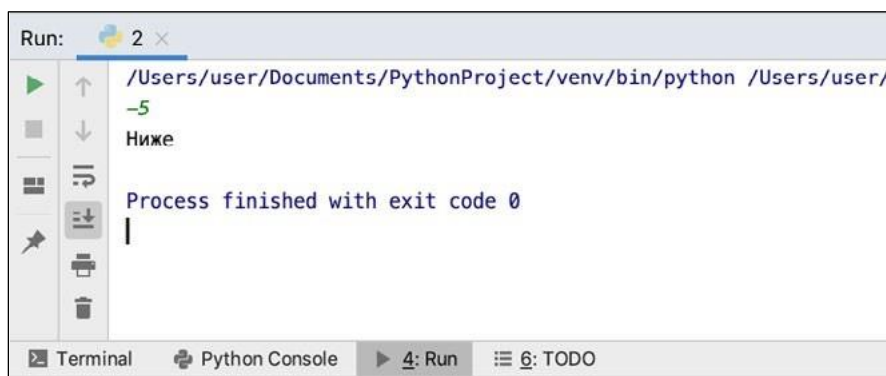 Run: 2 ×
/Users/user/Documents/PythonProject/venv/bin/python /Users/user/
-5
Ниже
Process finished with exit code 0
Terminal Python Console 4: Run 6: TODO